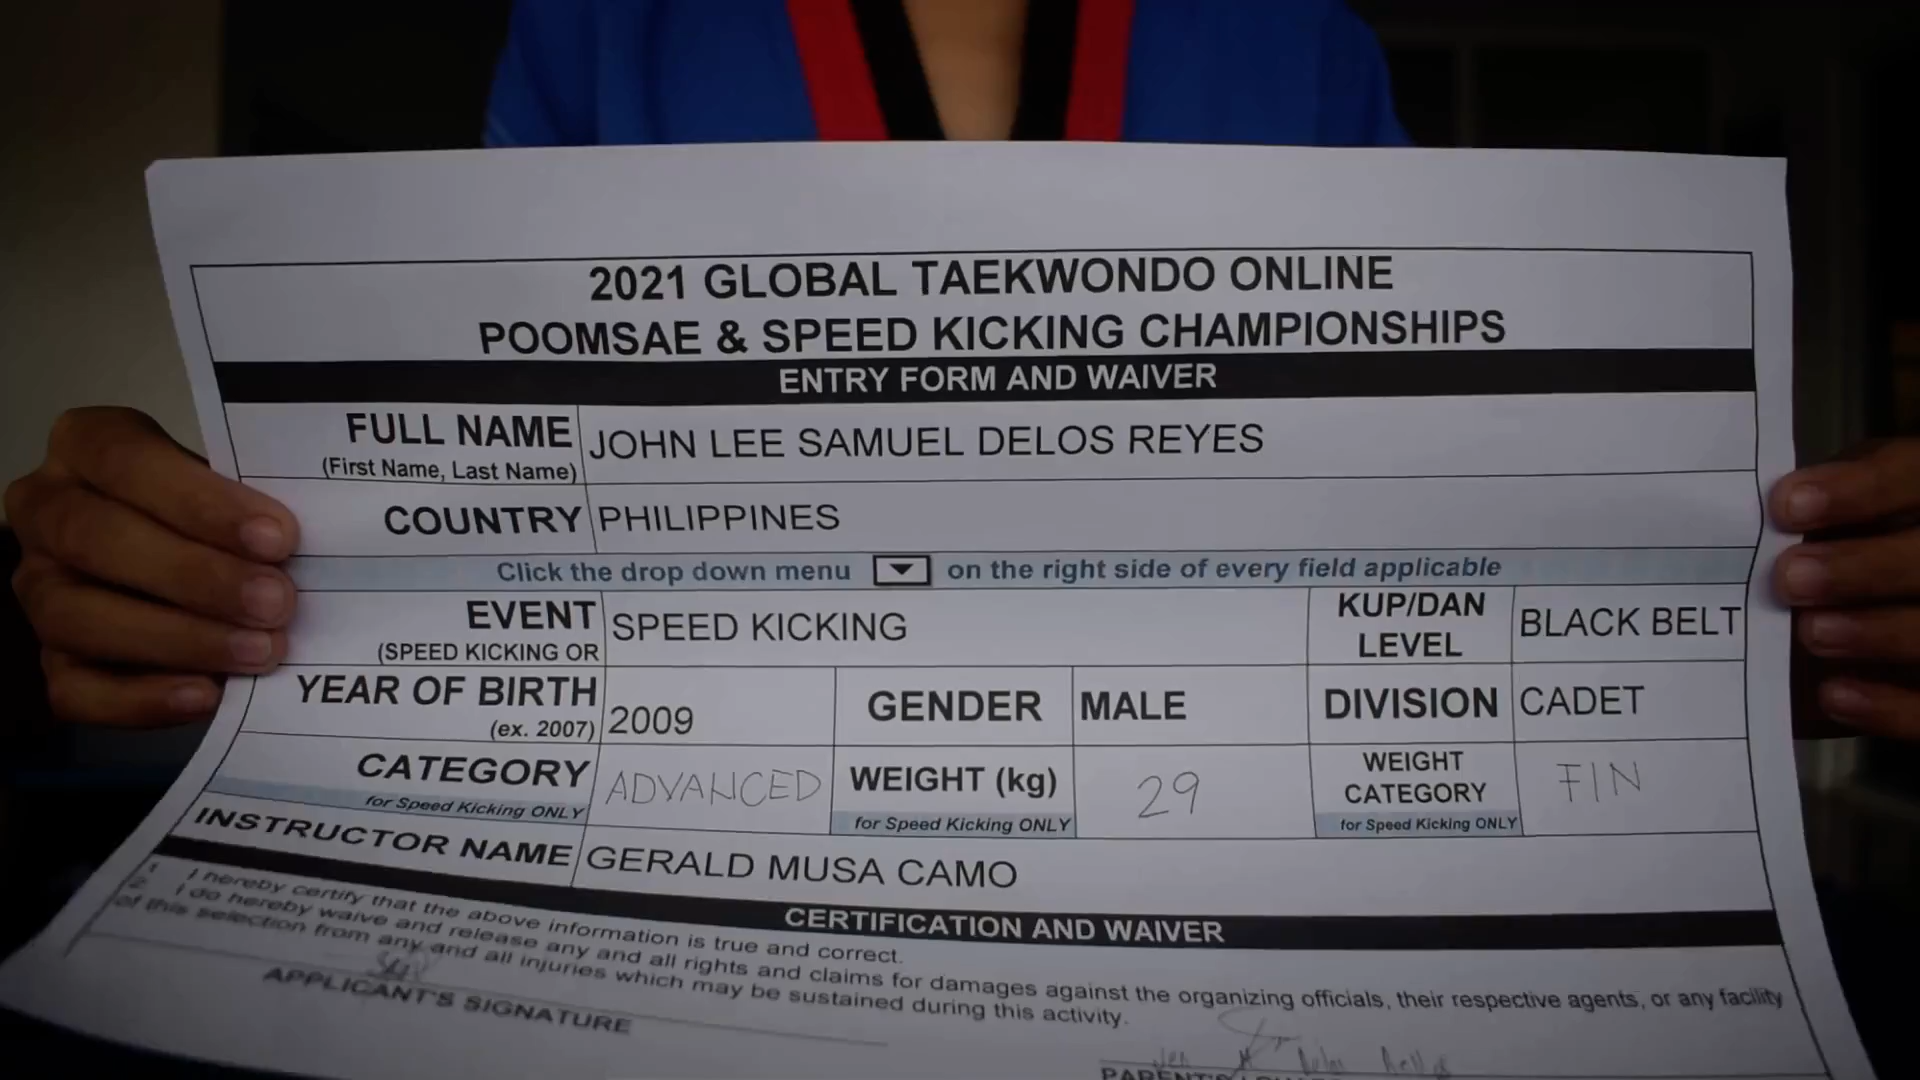 2021 GLOBAL TAEKWONDO ONLINE
POOMSAE & SPEED KICKING CHAMPIONSHIPS
ENTRY FORM AND WAIVER
FULL NAME JOHN LEE SAMUEL DELOS REYES
(First Name, Last Name)
COUNTRY PHILIPPINES
Click the drop down menu on the right side of every field applicable
EVENT SPEED KICKING KUP/DAN LEVEL BLACK BELT
(SPEED KICKING OR
YEAR OF BIRTH 2009 GENDER MALE DIVISION CADET
(ex. 2007)
CATEGORY ADVANCED WEIGHT (kg) 29 WEIGHT CATEGORY FIN
for Speed Kicking ONLY for Speed Kicking ONLY for Speed Kicking ONLY
INSTRUCTOR NAME GERALD MUSA CAMO
CERTIFICATION AND WAIVER
1. I hereby certify that the above information is true and correct.
2. I do hereby waive and release any and all rights and claims for damages against the organizing officials, their respective agents, or any facility
of this selection from any and all injuries which may be sustained during this activity.
APPLICANT'S SIGNATURE